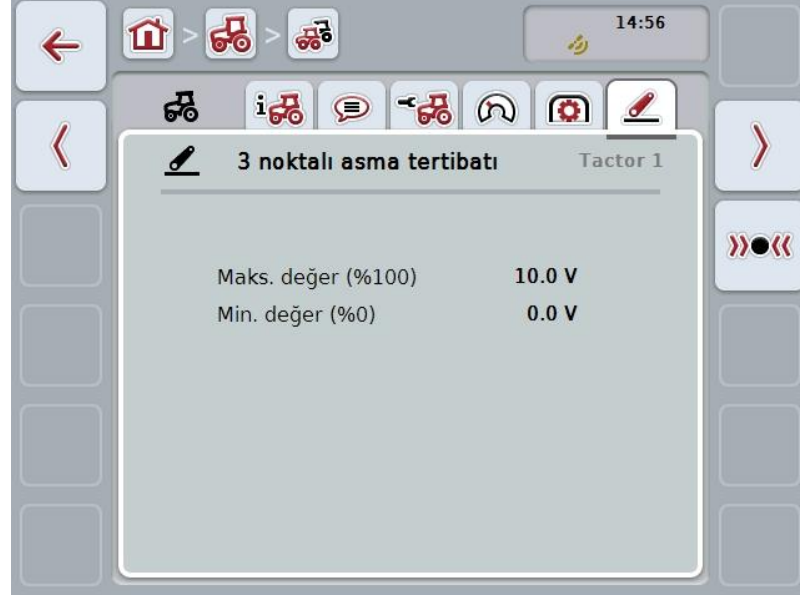 14:56
i
3 noktalı asma tertibatı Tactor 1
Maks. değer (%100) 10.0 V
Min. değer (%0) 0.0 V